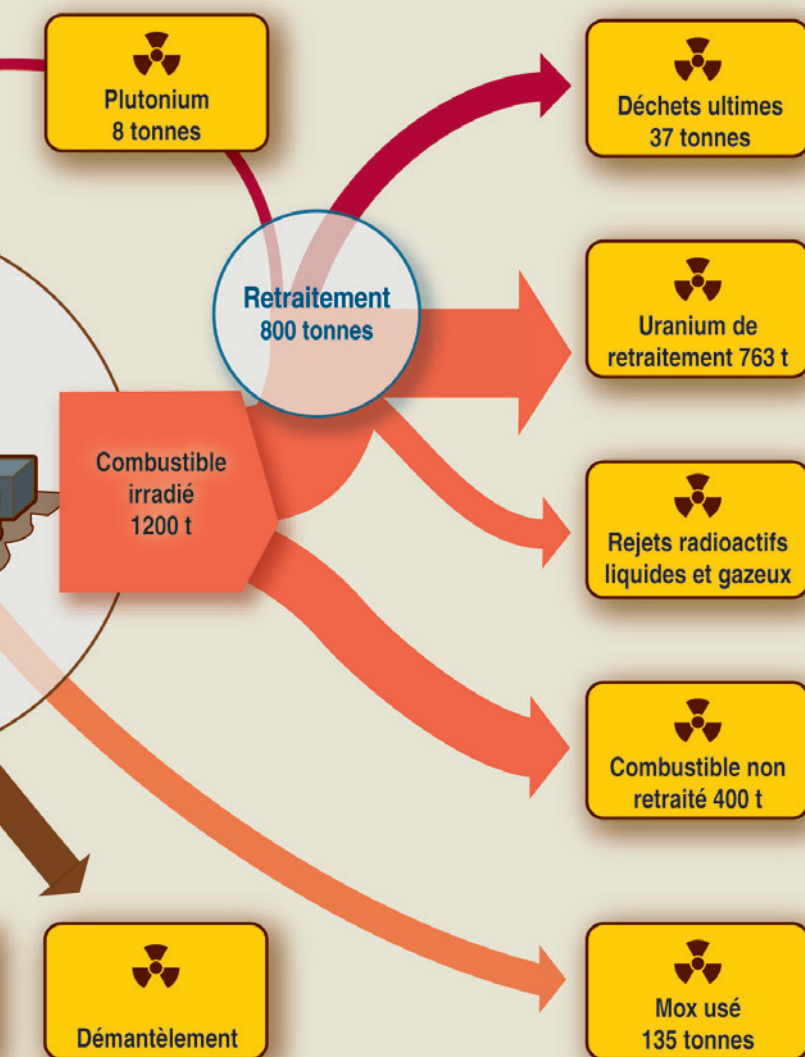 Plutonium
8 tonnes
Déchets ultimes
37 tonnes
Retraitement
800 tonnes
Uranium de
retraitement 763 t
Combustible
irradié
1200 t
Rejets radioactifs
liquides et gazeux
Combustible non
retraité 400 t
Démantèlement
Mox usé
135 tonnes